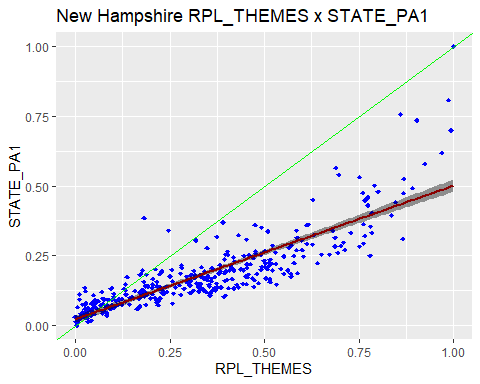 New Hampshire RPL_THEMES x STATE_PA1
1.00
0.75
0.50
0.25
0.00
STATE_PA1
0.00 0.25 0.50 0.75 1.00
RPL_THEMES